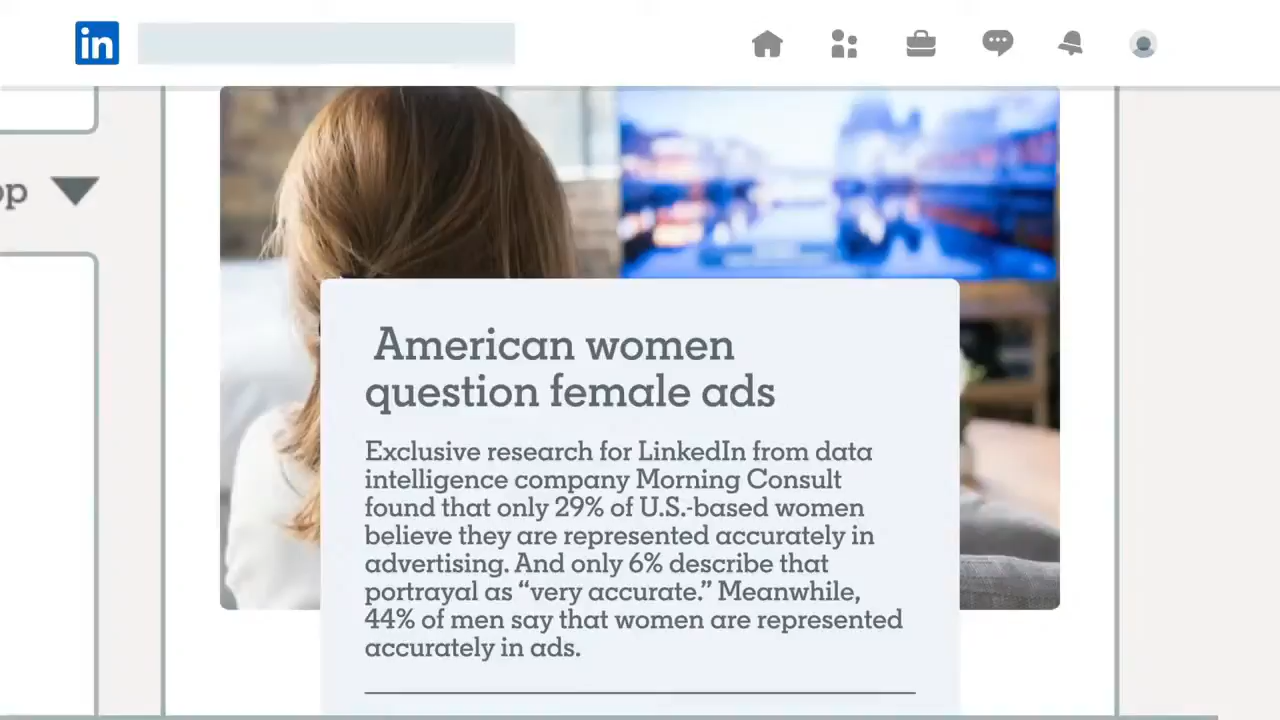 in
op
American women
question female ads
Exclusive research for LinkedIn from data
intelligence company Morning Consult
found that only 29% of U.S.-based women
believe they are represented accurately in
advertising. And only 6% describe that
portrayal as “very accurate.” Meanwhile,
44% of men say that women are represented
accurately in ads.